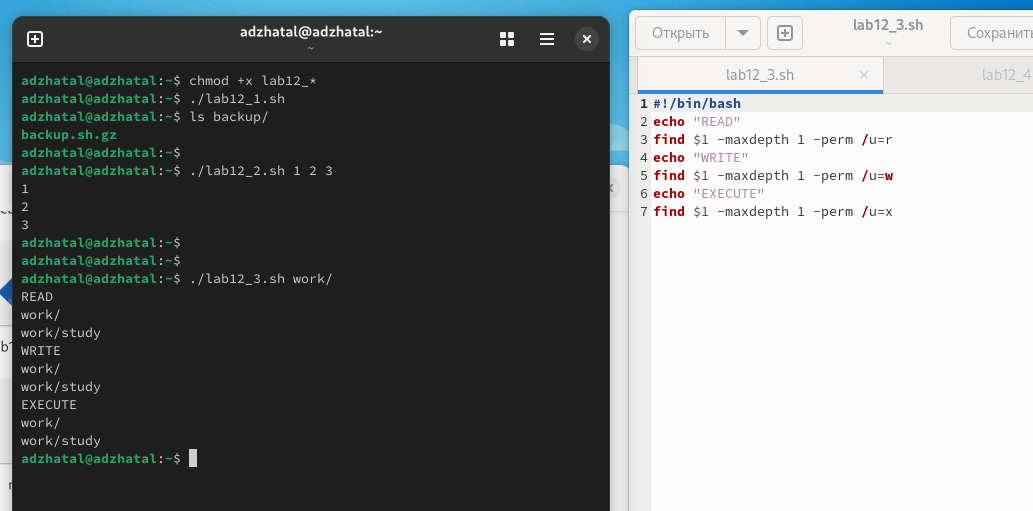 adzhatal@adzhatal:~
~
adzhatal@adzhatal:~$ chmod +x lab12_*
adzhatal@adzhatal:~$ ./lab12_1.sh
adzhatal@adzhatal:~$ ls backup/
backup.sh.gz
adzhatal@adzhatal:~$
adzhatal@adzhatal:~$ ./lab12_2.sh 1 2 3
1
2
3
adzhatal@adzhatal:~$
adzhatal@adzhatal:~$
adzhatal@adzhatal:~$ ./lab12_3.sh work/
READ
work/
work/study
WRITE
work/
work/study
EXECUTE
work/
work/study
adzhatal@adzhatal:~$
Открыть
lab12_3.sh
~
Сохранит
lab12_3.sh
lab12_4
1 #!/bin/bash
2 echo "READ"
3 find $1 -maxdepth 1 -perm /u=r
4 echo "WRITE"
5 find $1 -maxdepth 1 -perm /u=w
6 echo "EXECUTE"
7 find $1 -maxdepth 1 -perm /u=x